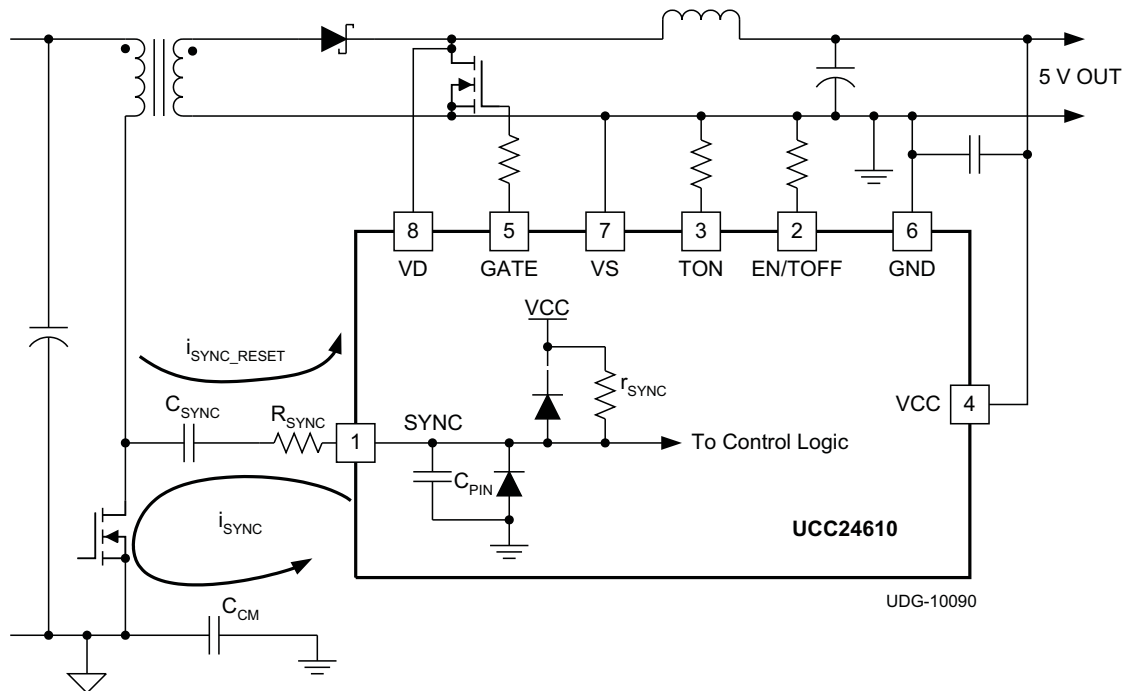 5 V OUT
8
5
7
3
2
6
VD
GATE
VS
TON
EN/TOFF
GND
VCC
iSYNC_RESET
rSYNC
CSYNC
RSYNC
SYNC
VCC
4
1
To Control Logic
CPIN
iSYNC
UCC24610
UDG-10090
CCM